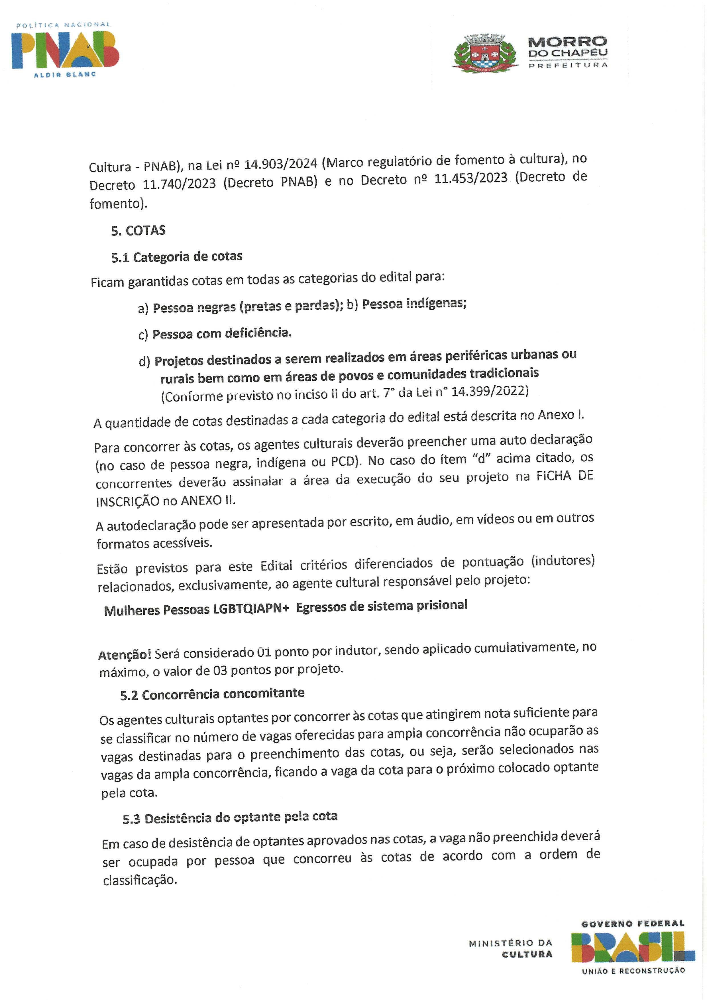 POLÍTICA NACIONAL
PNAB
ALDIR BLANC
MORRO
DO CHAPÉU
PREFEITURA
MORRO DO CHAPÉU
Cultura - PNAB), na Lei nº 14.903/2024 (Marco regulatório de fomento à cultura), no
Decreto 11.740/2023 (Decreto PNAB) e no Decreto nº 11.453/2023 (Decreto de
fomento).
5. COTAS
5.1 Categoria de cotas
Ficam garantidas cotas em todas as categorias do edital para:
a) Pessoa negras (pretas e pardas); b) Pessoa indígenas;
c) Pessoa com deficiência.
d) Projetos destinados a serem realizados em áreas periféricas urbanas ou
rurais bem como em áreas de povos e comunidades tradicionais
(Conforme previsto no inciso II do art. 7° da Lei n° 14.399/2022)
A quantidade de cotas destinadas a cada categoria do edital está descrita no Anexo I.
Para concorrer às cotas, os agentes culturais deverão preencher uma auto declaração
(no caso de pessoa negra, indígena ou PCD). No caso do ítem “d” acima citado, os
concorrentes deverão assinalar a área da execução do seu projeto na FICHA DE
INSCRIÇÃO no ANEXO II.
A autodeclaração pode ser apresentada por escrito, em áudio, em vídeos ou em outros
formatos acessíveis.
Estão previstos para este Edital critérios diferenciados de pontuação (indutores)
relacionados, exclusivamente, ao agente cultural responsável pelo projeto:
Mulheres Pessoas LGBTQIAPN+ Egressos de sistema prisional
Atenção! Será considerado 01 ponto por indutor, sendo aplicado cumulativamente, no
máximo, o valor de 03 pontos por projeto.
5.2 Concorrência concomitante
Os agentes culturais optantes por concorrer às cotas que atingirem nota suficiente para
se classificar no número de vagas oferecidas para ampla concorrência não ocuparão as
vagas destinadas para o preenchimento das cotas, ou seja, serão selecionados nas
vagas da ampla concorrência, ficando a vaga da cota para o próximo colocado optante
pela cota.
5.3 Desistência do optante pela cota
Em caso de desistência de optantes aprovados nas cotas, a vaga não preenchida deverá
ser ocupada por pessoa que concorreu às cotas de acordo com a ordem de
classificação.
MINISTÉRIO DA
CULTURA
GOVERNO FEDERAL
BRASIL
UNIÃO E RECONSTRUÇÃO